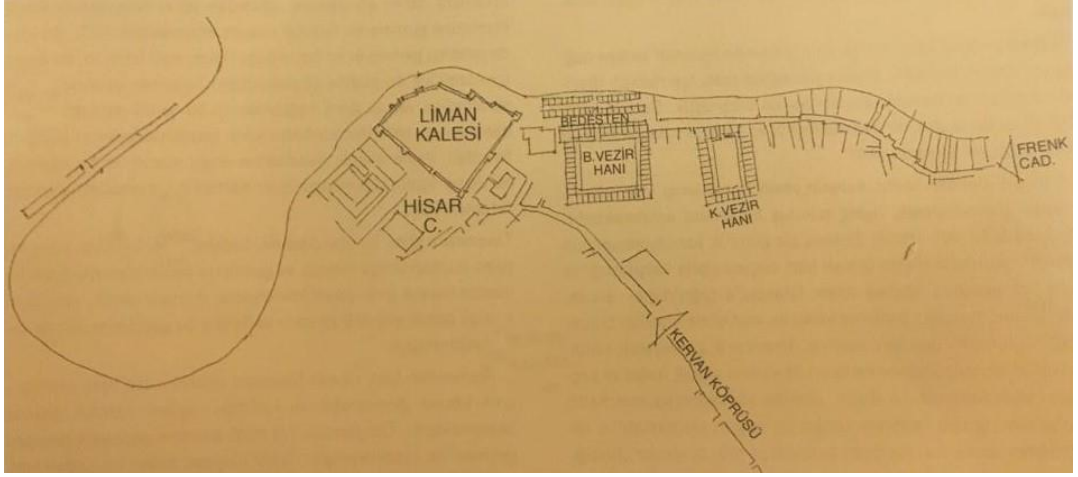 LİMAN
KALESİ
BEDESTEN
B.VEZİR
HANI
K.VEZİR
HANI
FRENK
CAD.
HİSAR
C.
KERVAN KÖPRÜSÜ